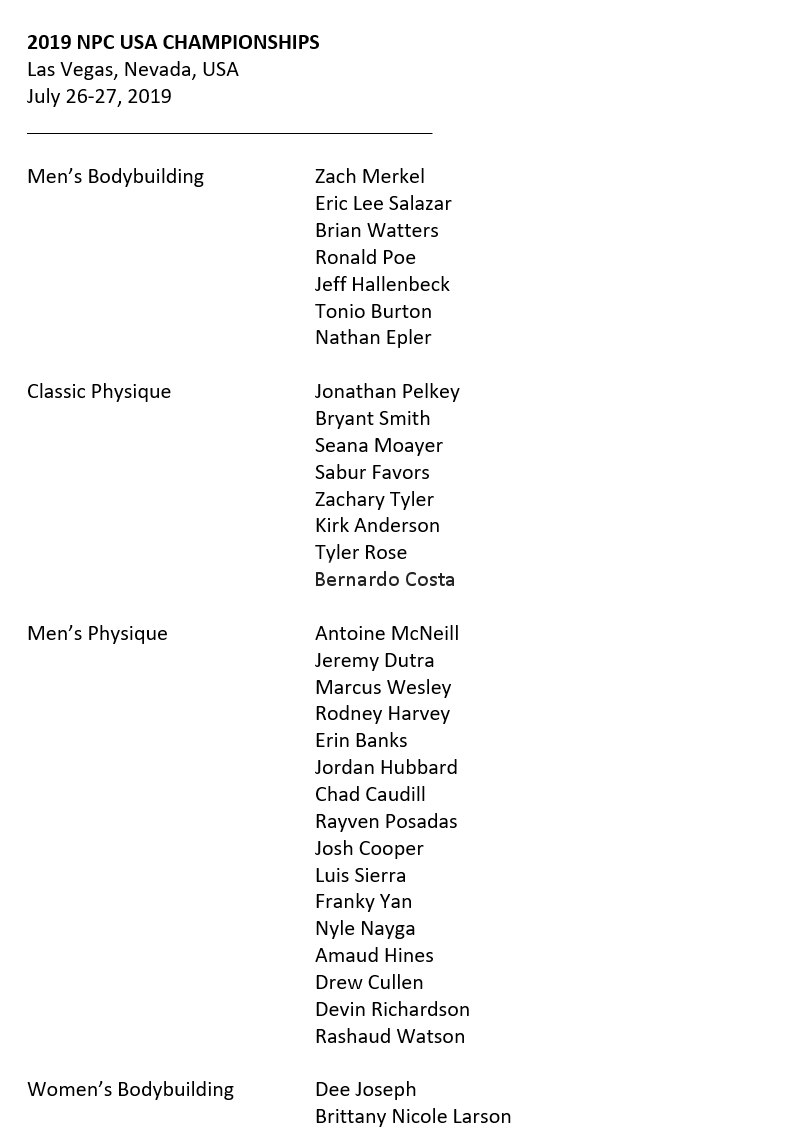 2019 NPC USA CHAMPIONSHIPS
Las Vegas, Nevada, USA
July 26-27, 2019
Men’s Bodybuilding Zach Merkel
Eric Lee Salazar
Brian Watters
Ronald Poe
Jeff Hallenbeck
Tonio Burton
Nathan Epler
Classic Physique Jonathan Pelkey
Bryant Smith
Seana Moayer
Sabur Favors
Zachary Tyler
Kirk Anderson
Tyler Rose
Bernardo Costa
Men’s Physique Antoine McNeill
Jeremy Dutra
Marcus Wesley
Rodney Harvey
Erin Banks
Jordan Hubbard
Chad Caudill
Rayven Posadas
Josh Cooper
Luis Sierra
Franky Yan
Nyle Nayga
Amaud Hines
Drew Cullen
Devin Richardson
Rashaud Watson
Women’s Bodybuilding Dee Joseph
Brittany Nicole Larson